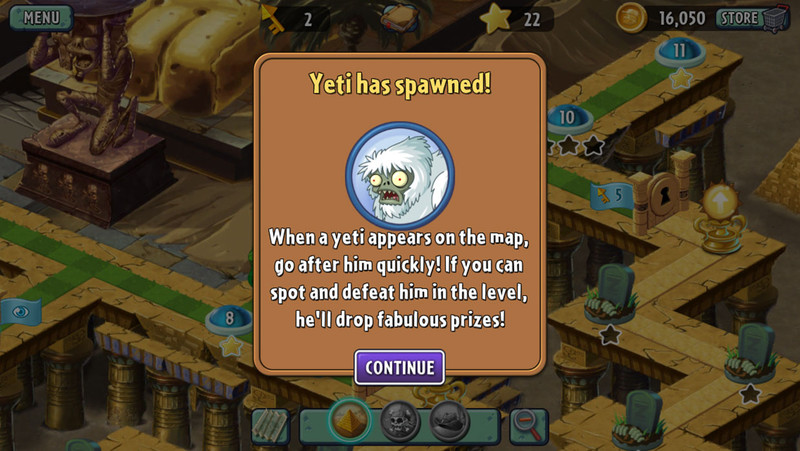 MENU
2
22
16,050
STORE
Yeti has spawned!
11
10
5
When a yeti appears on the map,
go after him quickly! If you can
spot and defeat him in the level,
he'll drop fabulous prizes!
8
CONTINUE